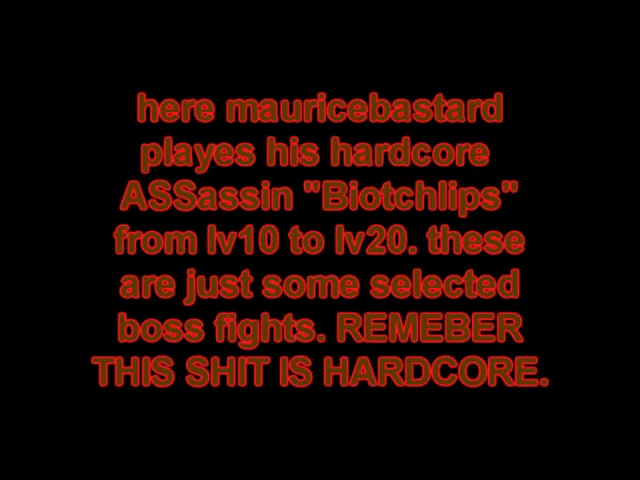 here mauricebastard
playes his hardcore
ASSassin "Biotchlips"
from lv10 to lv20. these
are just some selected
boss fights. REMEBER
THIS SHIT IS HARDCORE.